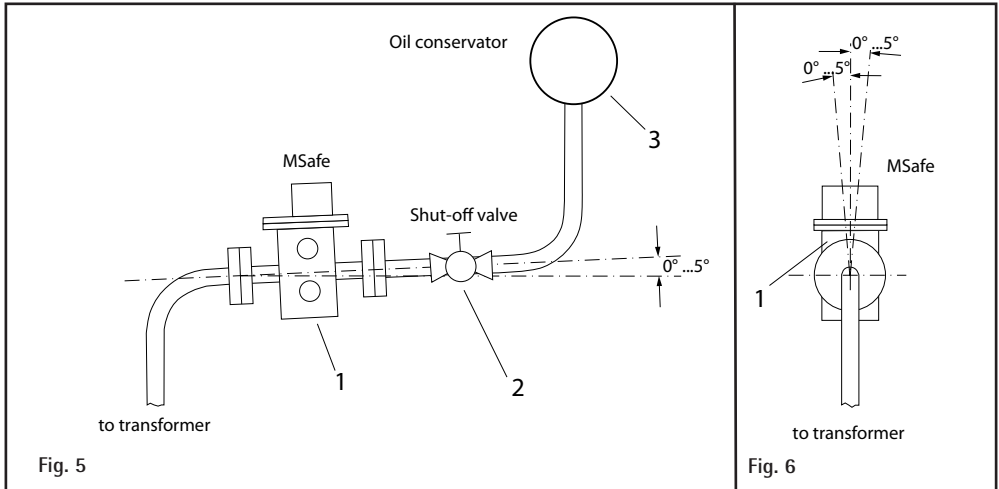 Oil conservator
3
MSafe
Shut-off valve
0° ...5°
1
2
to transformer
Fig. 5
0° ...5°
0° ...5°
MSafe
1
to transformer
Fig. 6